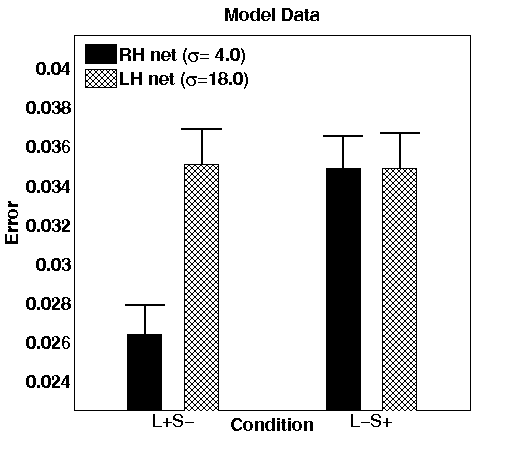 Model Data
RH net (σ= 4.0)
LH net (σ=18.0)
0.04
0.038
0.036
0.034
0.032
0.03
0.028
0.026
0.024
Error
L+S−
L−S+
Condition